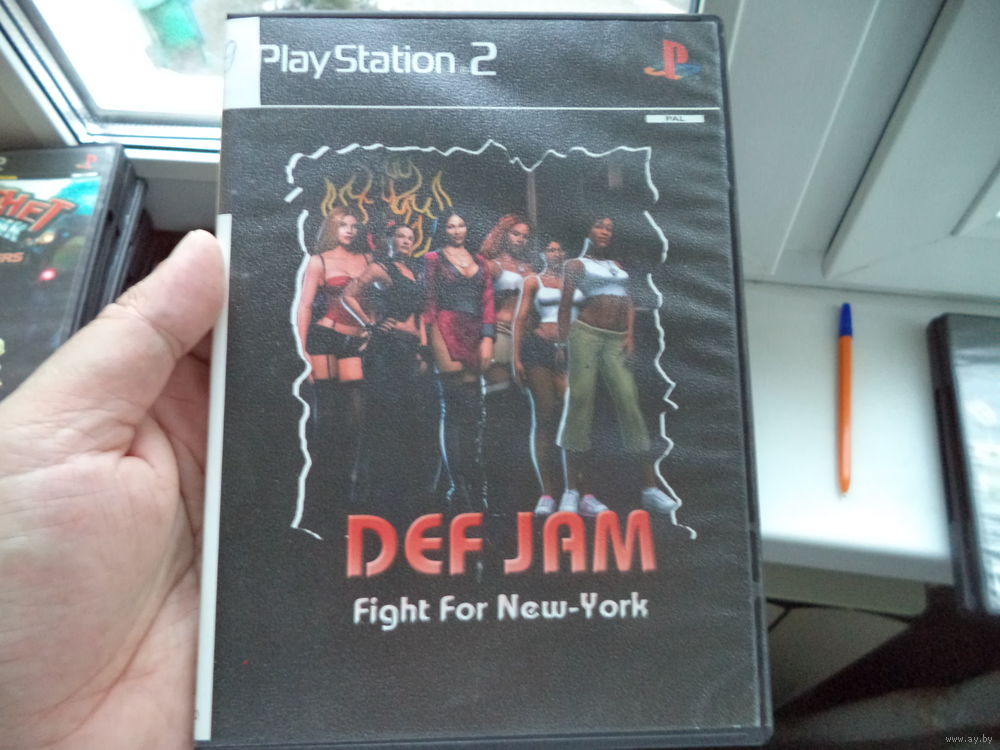 PlayStation 2
PAL
DEF JAM
Fight For New-York
www.ay.by